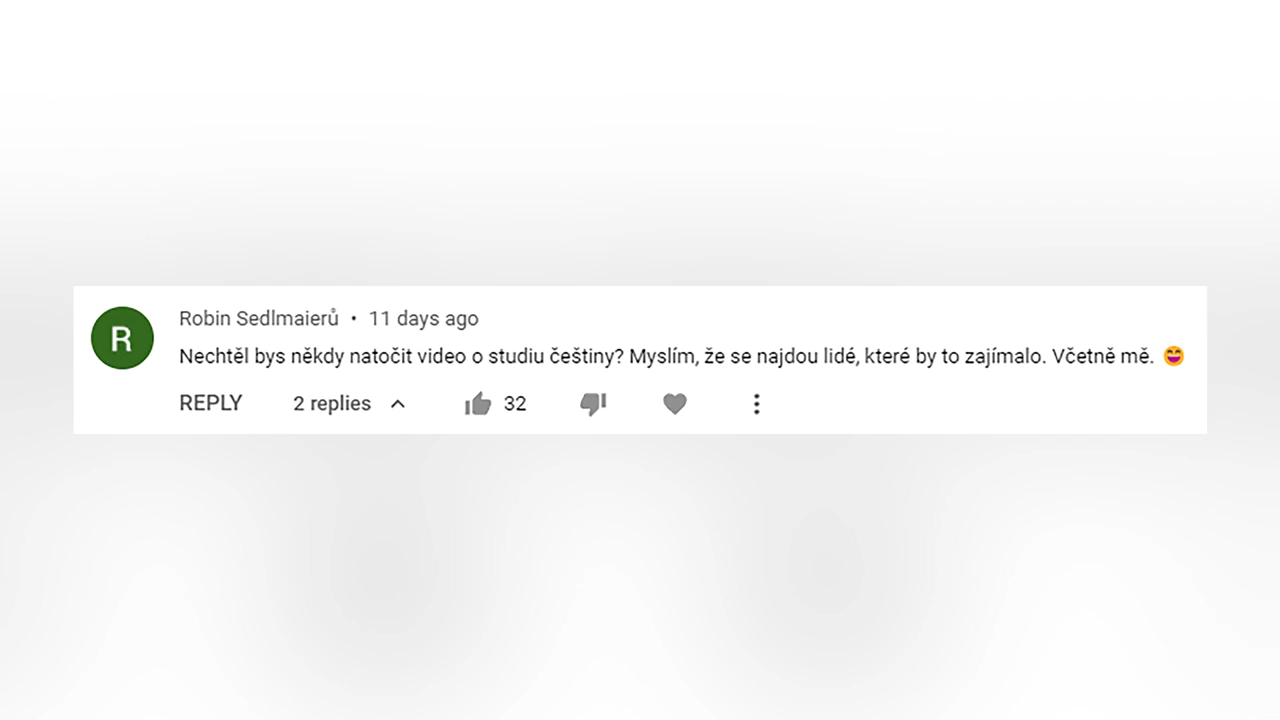 R
Robin Sedlmaierů • 11 days ago
Nechtěl bys někdy natočit video o studiu češtiny? Myslím, že se najdou lidé, které by to zajímalo. Včetně mě. 😄
REPLY 2 replies 32